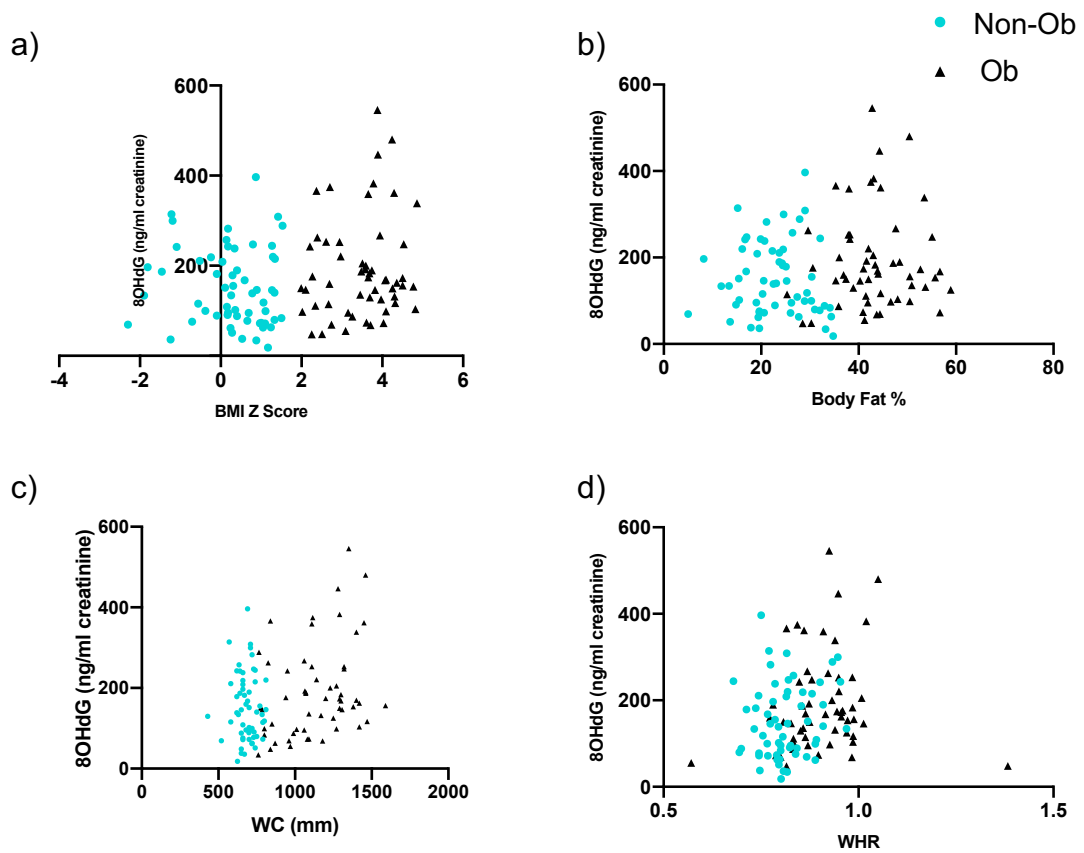 Non-Ob
Ob
a)
600
400
200
8OHdG (ng/ml creatinine)
-4
-2
0
2
4
6
BMI Z Score
b)
600
400
200
0
8OHdG (ng/ml creatinine)
0
20
40
60
80
Body Fat %
c)
600
400
200
0
8OHdG (ng/ml creatinine)
0
500
1000
1500
2000
WC (mm)
d)
600
400
200
0
8OHdG (ng/ml creatinine)
0.5
1.0
1.5
WHR